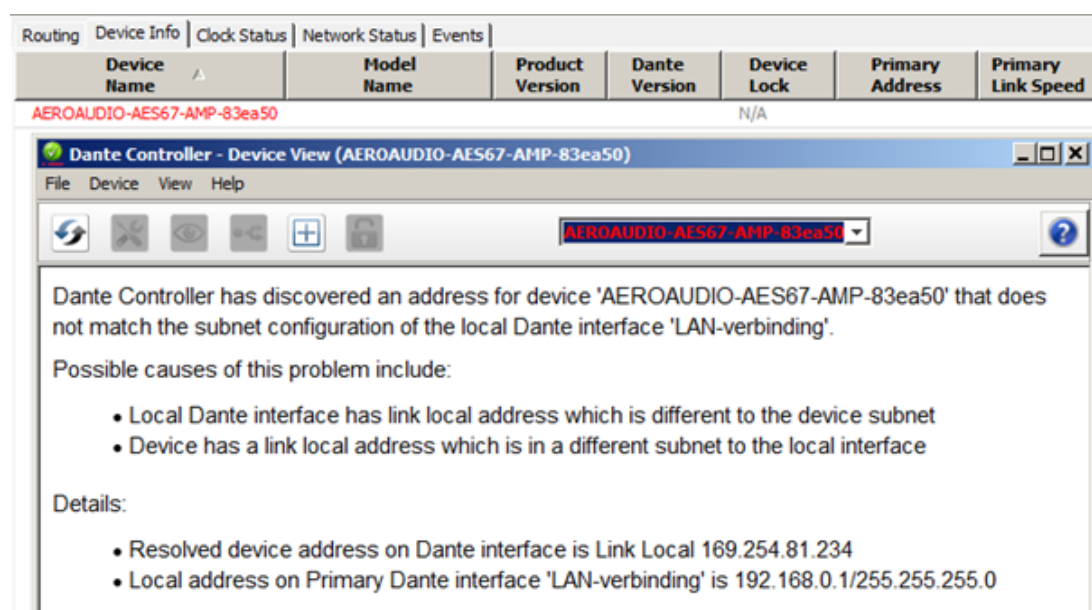 Routing Device Info Clock Status Network Status Events
Device Name Model Name Product Version Dante Version Device Lock Primary Address Primary Link Speed
AEROAUDIO-AES67-AMP-83ea50 N/A
Dante Controller - Device View (AEROAUDIO-AES67-AMP-83ea50)
File Device View Help
AEROAUDIO-AES67-AMP-83ea50
Dante Controller has discovered an address for device 'AEROAUDIO-AES67-AMP-83ea50' that does
not match the subnet configuration of the local Dante interface 'LAN-verbinding'.
Possible causes of this problem include:
• Local Dante interface has link local address which is different to the device subnet
• Device has a link local address which is in a different subnet to the local interface
Details:
• Resolved device address on Dante interface is Link Local 169.254.81.234
• Local address on Primary Dante interface 'LAN-verbinding' is 192.168.0.1/255.255.255.0